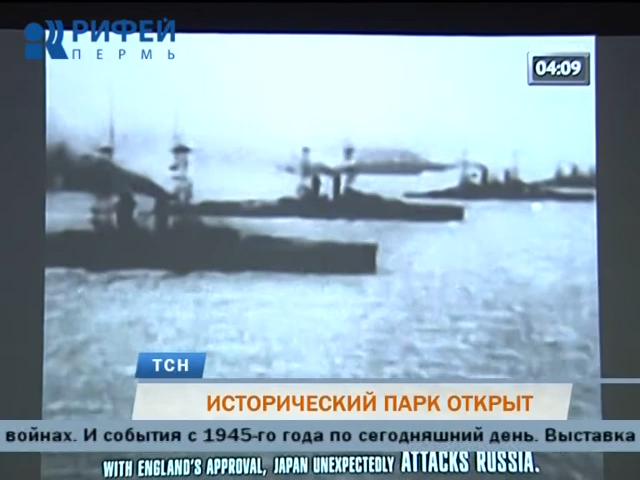 РИФЕЙ
ПЕРМЬ
04:09
ТСН
ИСТОРИЧЕСКИЙ ПАРК ОТКРЫТ
войнах. И события с 1945-го года по сегодняшний день. Выставка
WITH ENGLAND'S APPROVAL, JAPAN UNEXPECTEDLY ATTACKS RUSSIA.